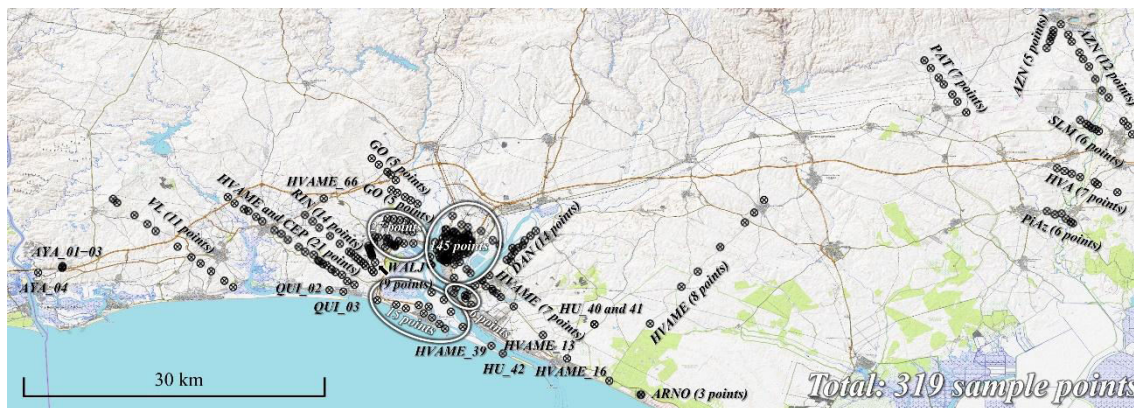 PAT (7 points)
AZN (5 points)
AZN (12 points)
SLM (6 points)
HVA (7 points)
PiAz (6 points)
GO (5 points)
HVAME_66
GO (5 points)
RIN (14 points)
HVAME and CEP (21 points)
VL (11 points)
145 points
DAN (14 points)
AYA_01-03
AYA_04
WALJ
(9 points)
QUI_02
QUI_03
HVAME (7 points)
HU_40 and 41
HVAME (8 points)
15 points
HVAME_39
HVAME_13
HU_42
HVAME_16
ARNO (3 points)
30 km
Total: 319 sample points